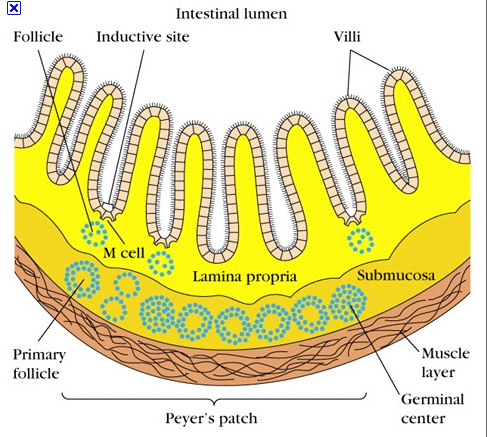 Intestinal lumen
Follicle
Inductive site
Villi
M cell
Lamina propria
Submucosa
Primary
follicle
Muscle
layer
Germinal
center
Peyer's patch